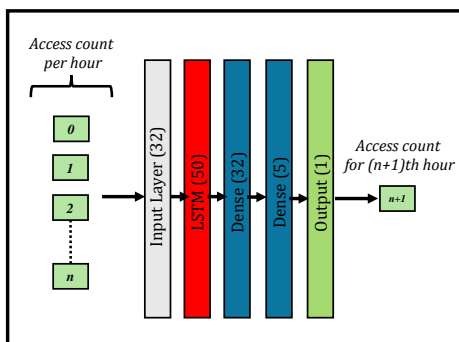 Access count
per hour
0
1
2
n
Input Layer (32)
LSTM (50)
Dense (32)
Dense (5)
Output (1)
Access count
for (n+1)th hour
n+1